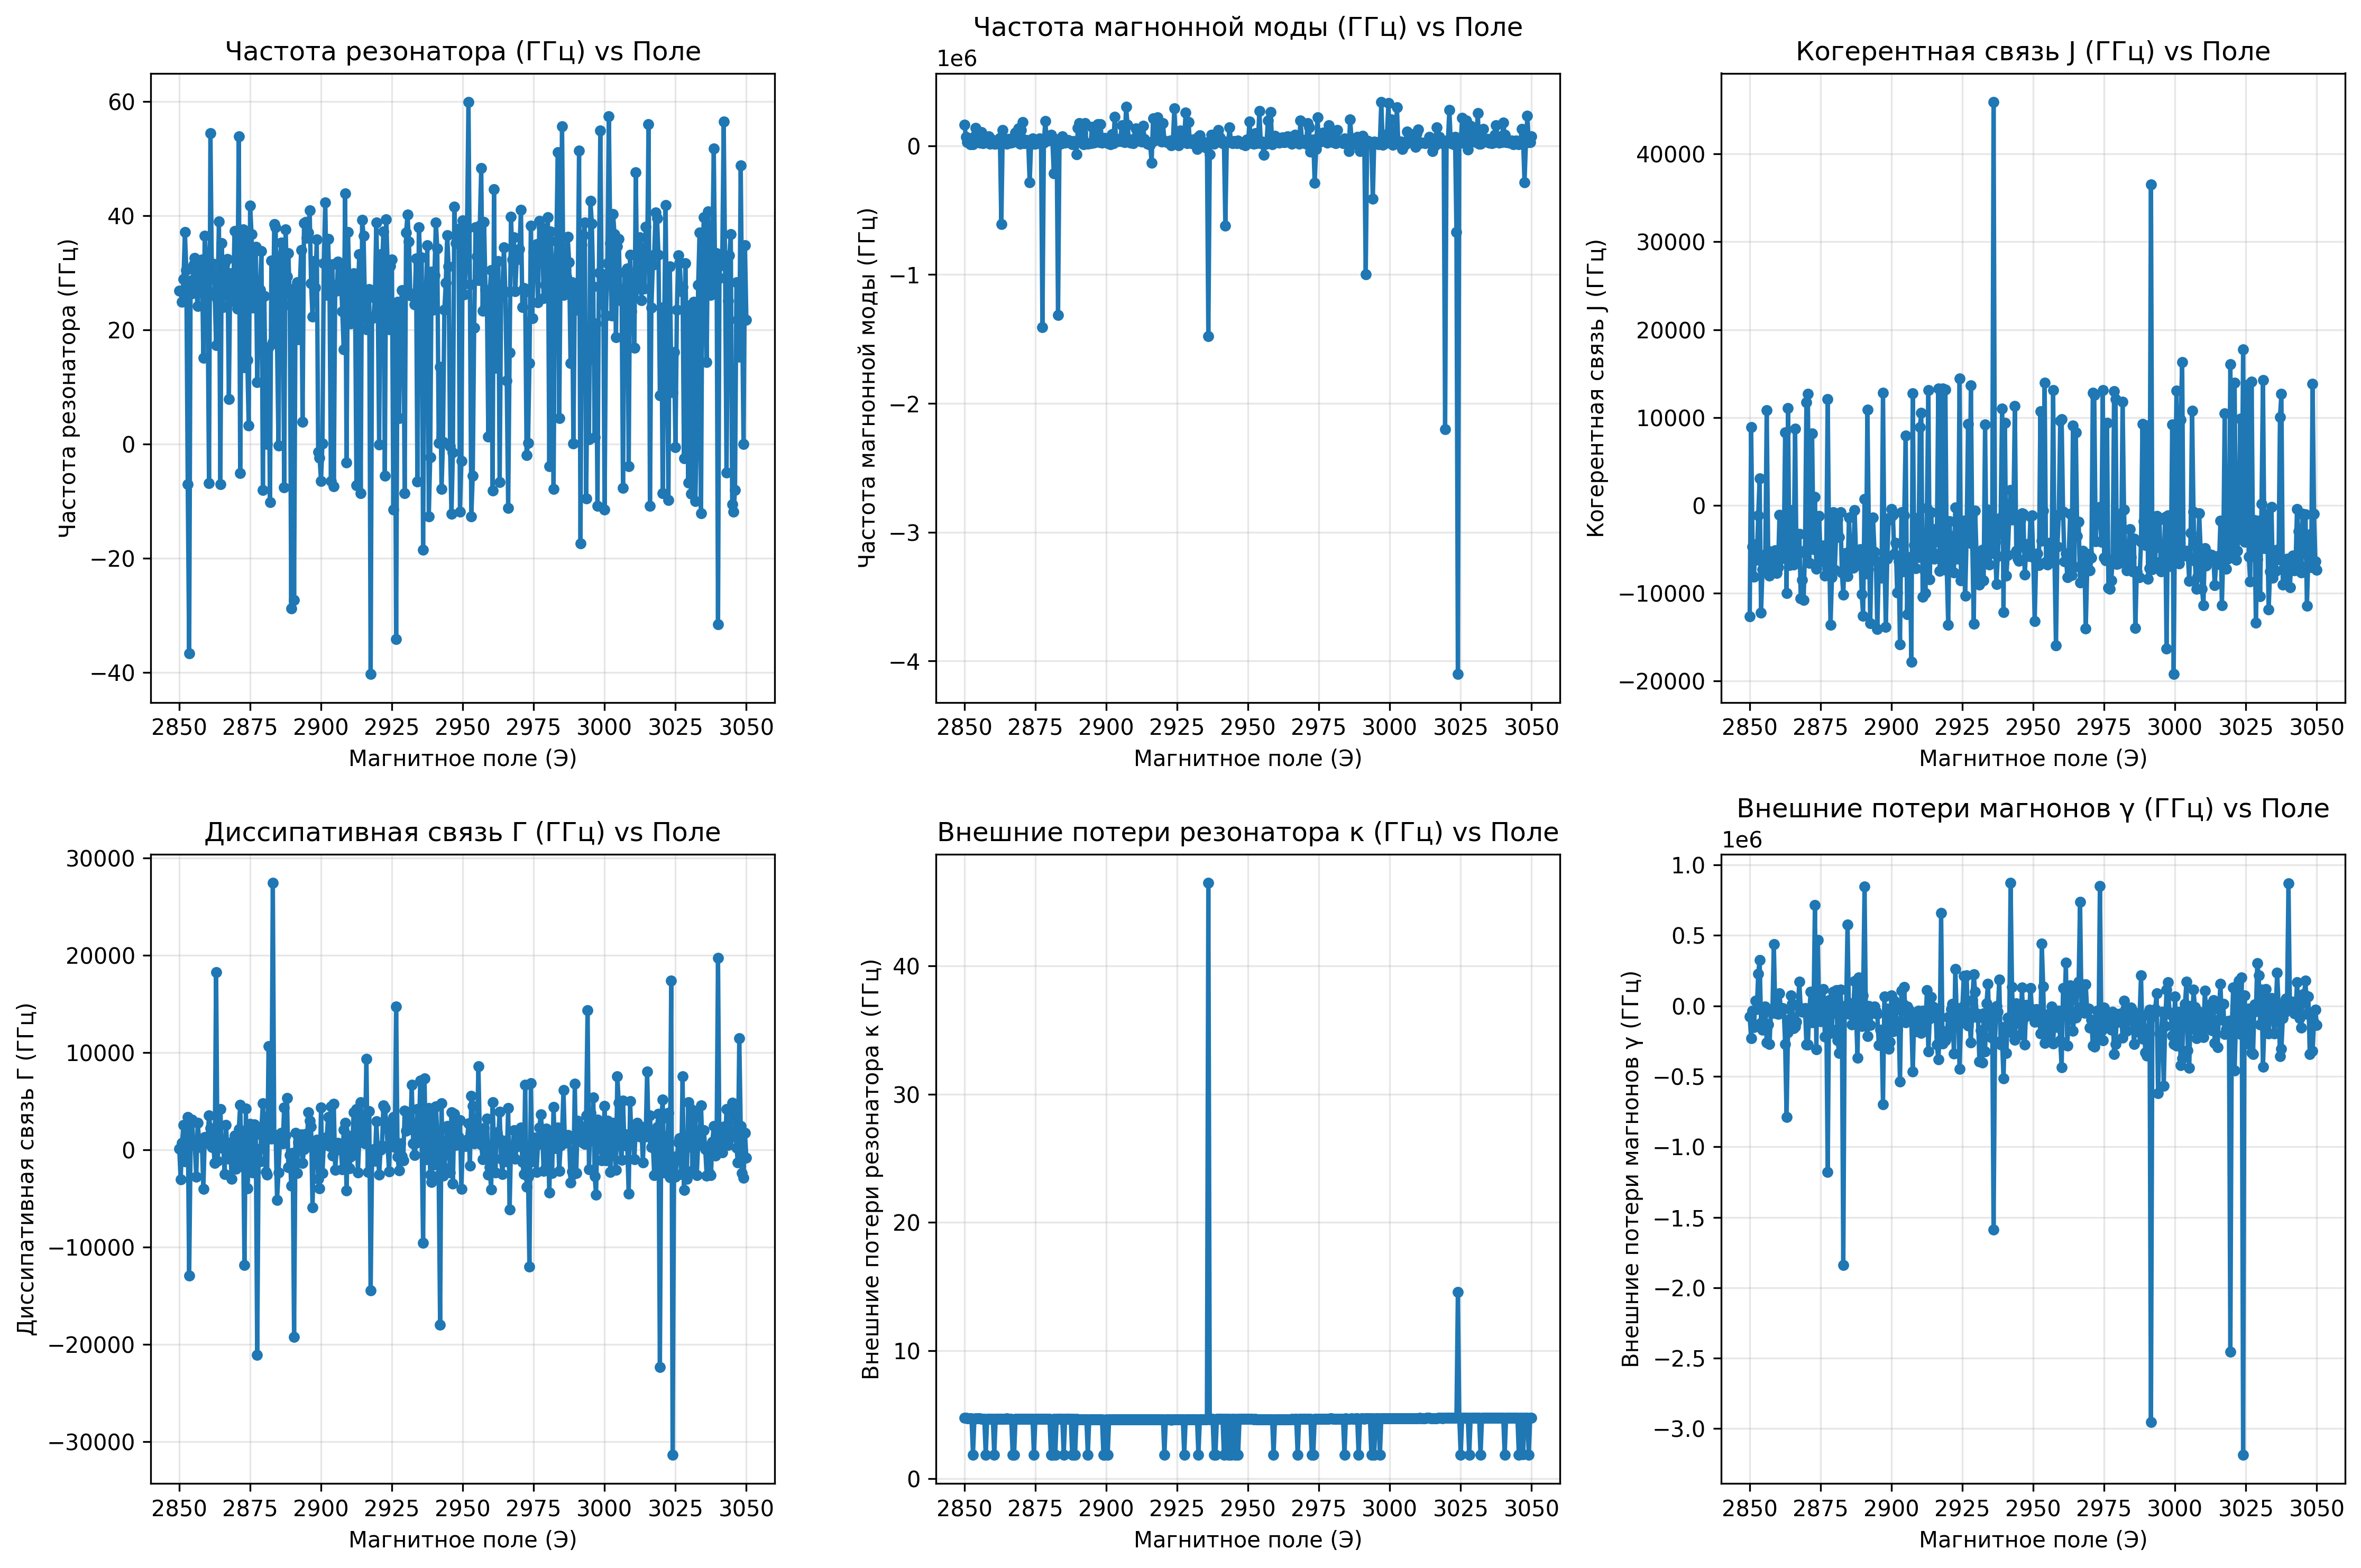 Частота резонатора (ГГц) vs Поле
Частота резонатора (ГГц)
60
40
20
0
−20
−40
2850 2875 2900 2925 2950 2975 3000 3025 3050
Магнитное поле (Э)
Частота магнонной моды (ГГц) vs Поле
1e6
Частота магнонной моды (ГГц)
0
−1
−2
−3
−4
2850 2875 2900 2925 2950 2975 3000 3025 3050
Магнитное поле (Э)
Когерентная связь J (ГГц) vs Поле
Когерентная связь J (ГГц)
40000
30000
20000
10000
0
−10000
−20000
2850 2875 2900 2925 2950 2975 3000 3025 3050
Магнитное поле (Э)
Диссипативная связь Γ (ГГц) vs Поле
Диссипативная связь Γ (ГГц)
30000
20000
10000
0
−10000
−20000
−30000
2850 2875 2900 2925 2950 2975 3000 3025 3050
Магнитное поле (Э)
Внешние потери резонатора κ (ГГц) vs Поле
Внешние потери резонатора κ (ГГц)
40
30
20
10
0
2850 2875 2900 2925 2950 2975 3000 3025 3050
Магнитное поле (Э)
Внешние потери магнонов γ (ГГц) vs Поле
1e6
Внешние потери магнонов γ (ГГц)
1.0
0.5
0.0
−0.5
−1.0
−1.5
−2.0
−2.5
−3.0
2850 2875 2900 2925 2950 2975 3000 3025 3050
Магнитное поле (Э)